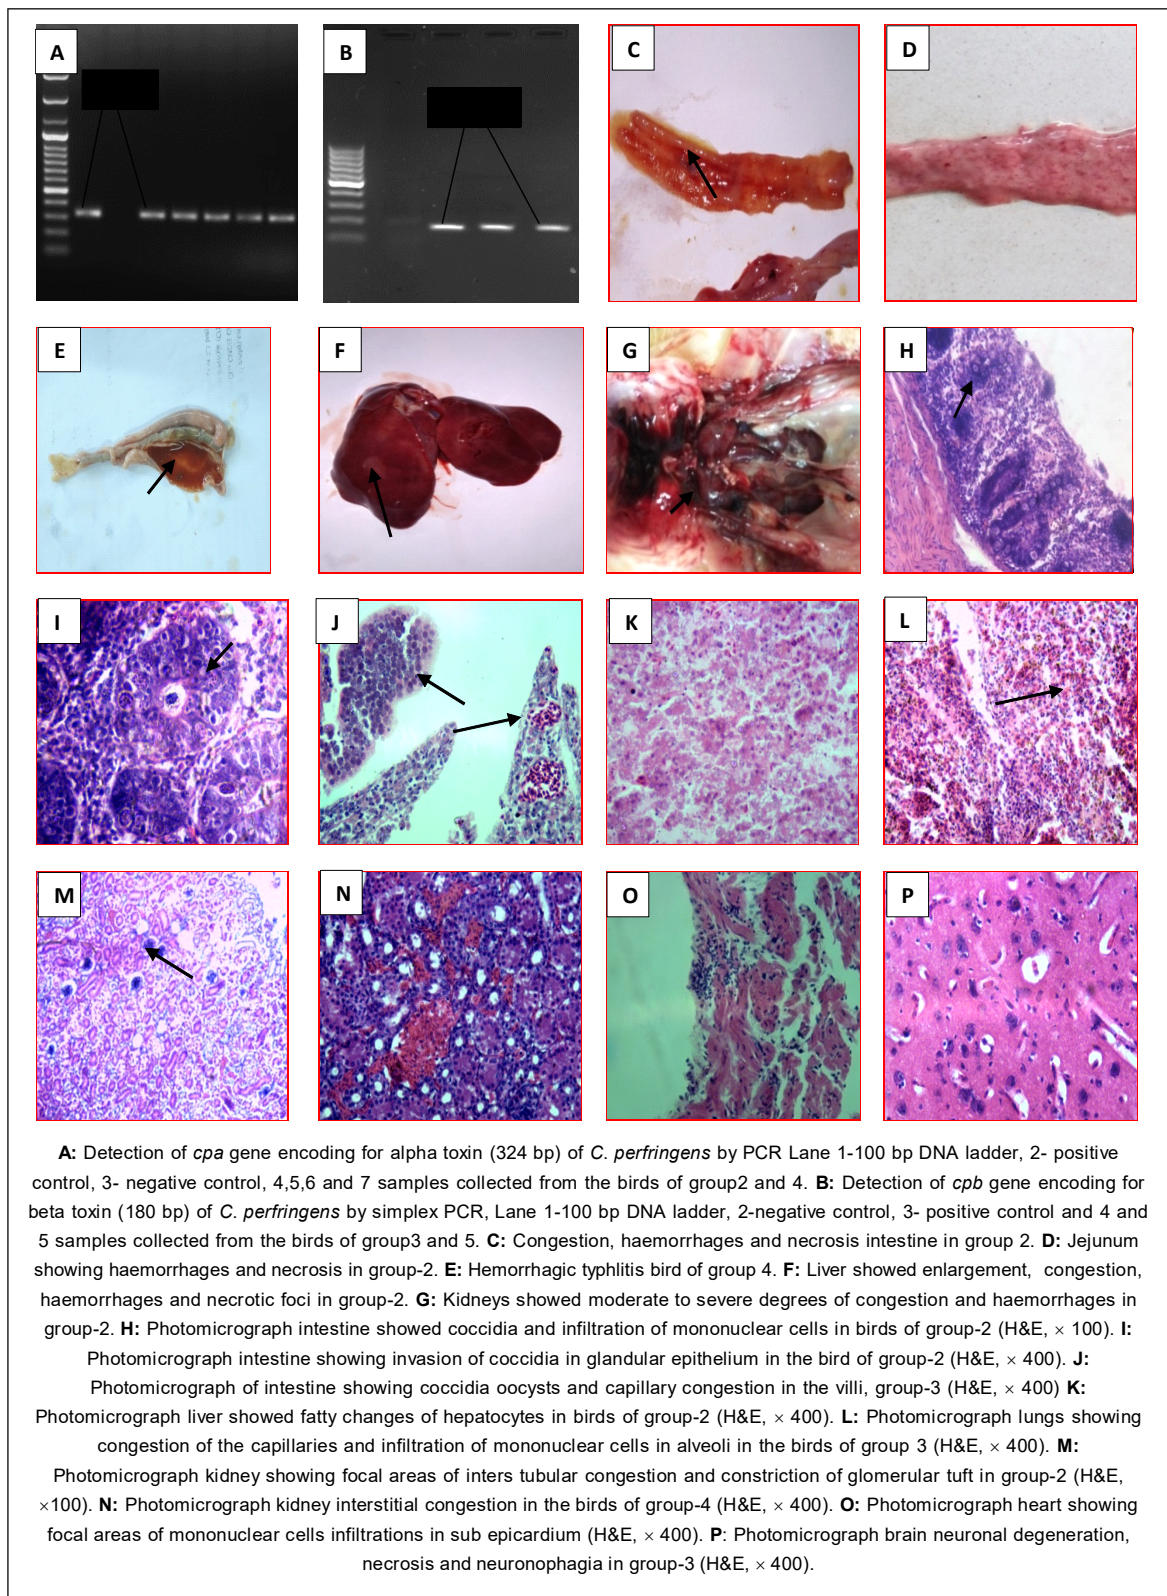 A
B
C
D
E
F
G
H
I
J
K
L
M
N
O
P
A: Detection of cpa gene encoding for alpha toxin (324 bp) of C. perfringens by PCR Lane 1-100 bp DNA ladder, 2- positive
control, 3- negative control, 4,5,6 and 7 samples collected from the birds of group2 and 4. B: Detection of cpb gene encoding for
beta toxin (180 bp) of C. perfringens by simplex PCR, Lane 1-100 bp DNA ladder, 2-negative control, 3- positive control and 4 and
5 samples collected from the birds of group3 and 5. C: Congestion, haemorrhages and necrosis intestine in group 2. D: Jejunum
showing haemorrhages and necrosis in group-2. E: Hemorrhagic typhlitis bird of group 4. F: Liver showed enlargement, congestion,
haemorrhages and necrotic foci in group-2. G: Kidneys showed moderate to severe degrees of congestion and haemorrhages in
group-2. H: Photomicrograph intestine showed coccidia and infiltration of mononuclear cells in birds of group-2 (H&E, × 100). I:
Photomicrograph intestine showing invasion of coccidia in glandular epithelium in the bird of group-2 (H&E, × 400). J:
Photomicrograph of intestine showing coccidia oocysts and capillary congestion in the villi, group-3 (H&E, × 400) K:
Photomicrograph liver showed fatty changes of hepatocytes in birds of group-2 (H&E, × 400). L: Photomicrograph lungs showing
congestion of the capillaries and infiltration of mononuclear cells in alveoli in the birds of group 3 (H&E, × 400). M:
Photomicrograph kidney showing focal areas of inters tubular congestion and constriction of glomerular tuft in group-2 (H&E,
×100). N: Photomicrograph kidney interstitial congestion in the birds of group-4 (H&E, × 400). O: Photomicrograph heart showing
focal areas of mononuclear cells infiltrations in sub epicardium (H&E, × 400). P: Photomicrograph brain neuronal degeneration,
necrosis and neuronophagia in group-3 (H&E, × 400).